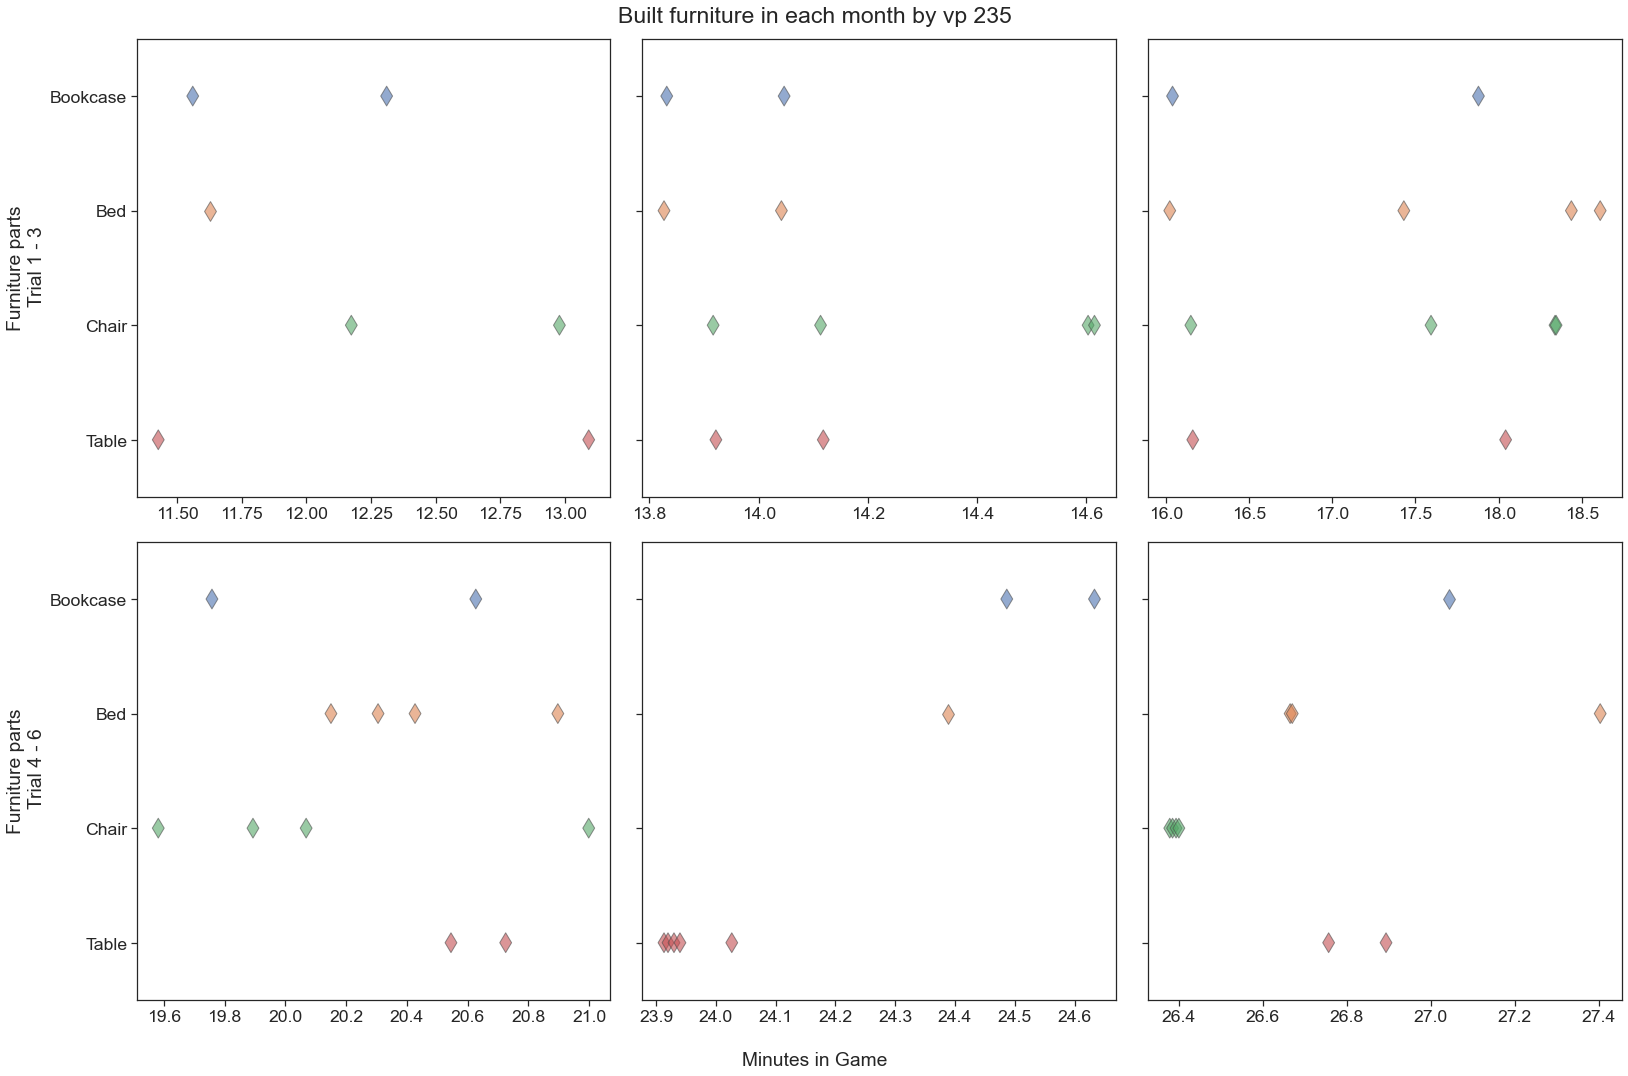 Built furniture in each month by vp 235
Furniture parts
Trial 1 - 3
Bookcase
Bed
Chair
Table
11.50 11.75 12.00 12.25 12.50 12.75 13.00
13.8 14.0 14.2 14.4 14.6
16.0 16.5 17.0 17.5 18.0 18.5
Furniture parts
Trial 4 - 6
Bookcase
Bed
Chair
Table
19.6 19.8 20.0 20.2 20.4 20.6 20.8 21.0
23.9 24.0 24.1 24.2 24.3 24.4 24.5 24.6
26.4 26.6 26.8 27.0 27.2 27.4
Minutes in Game